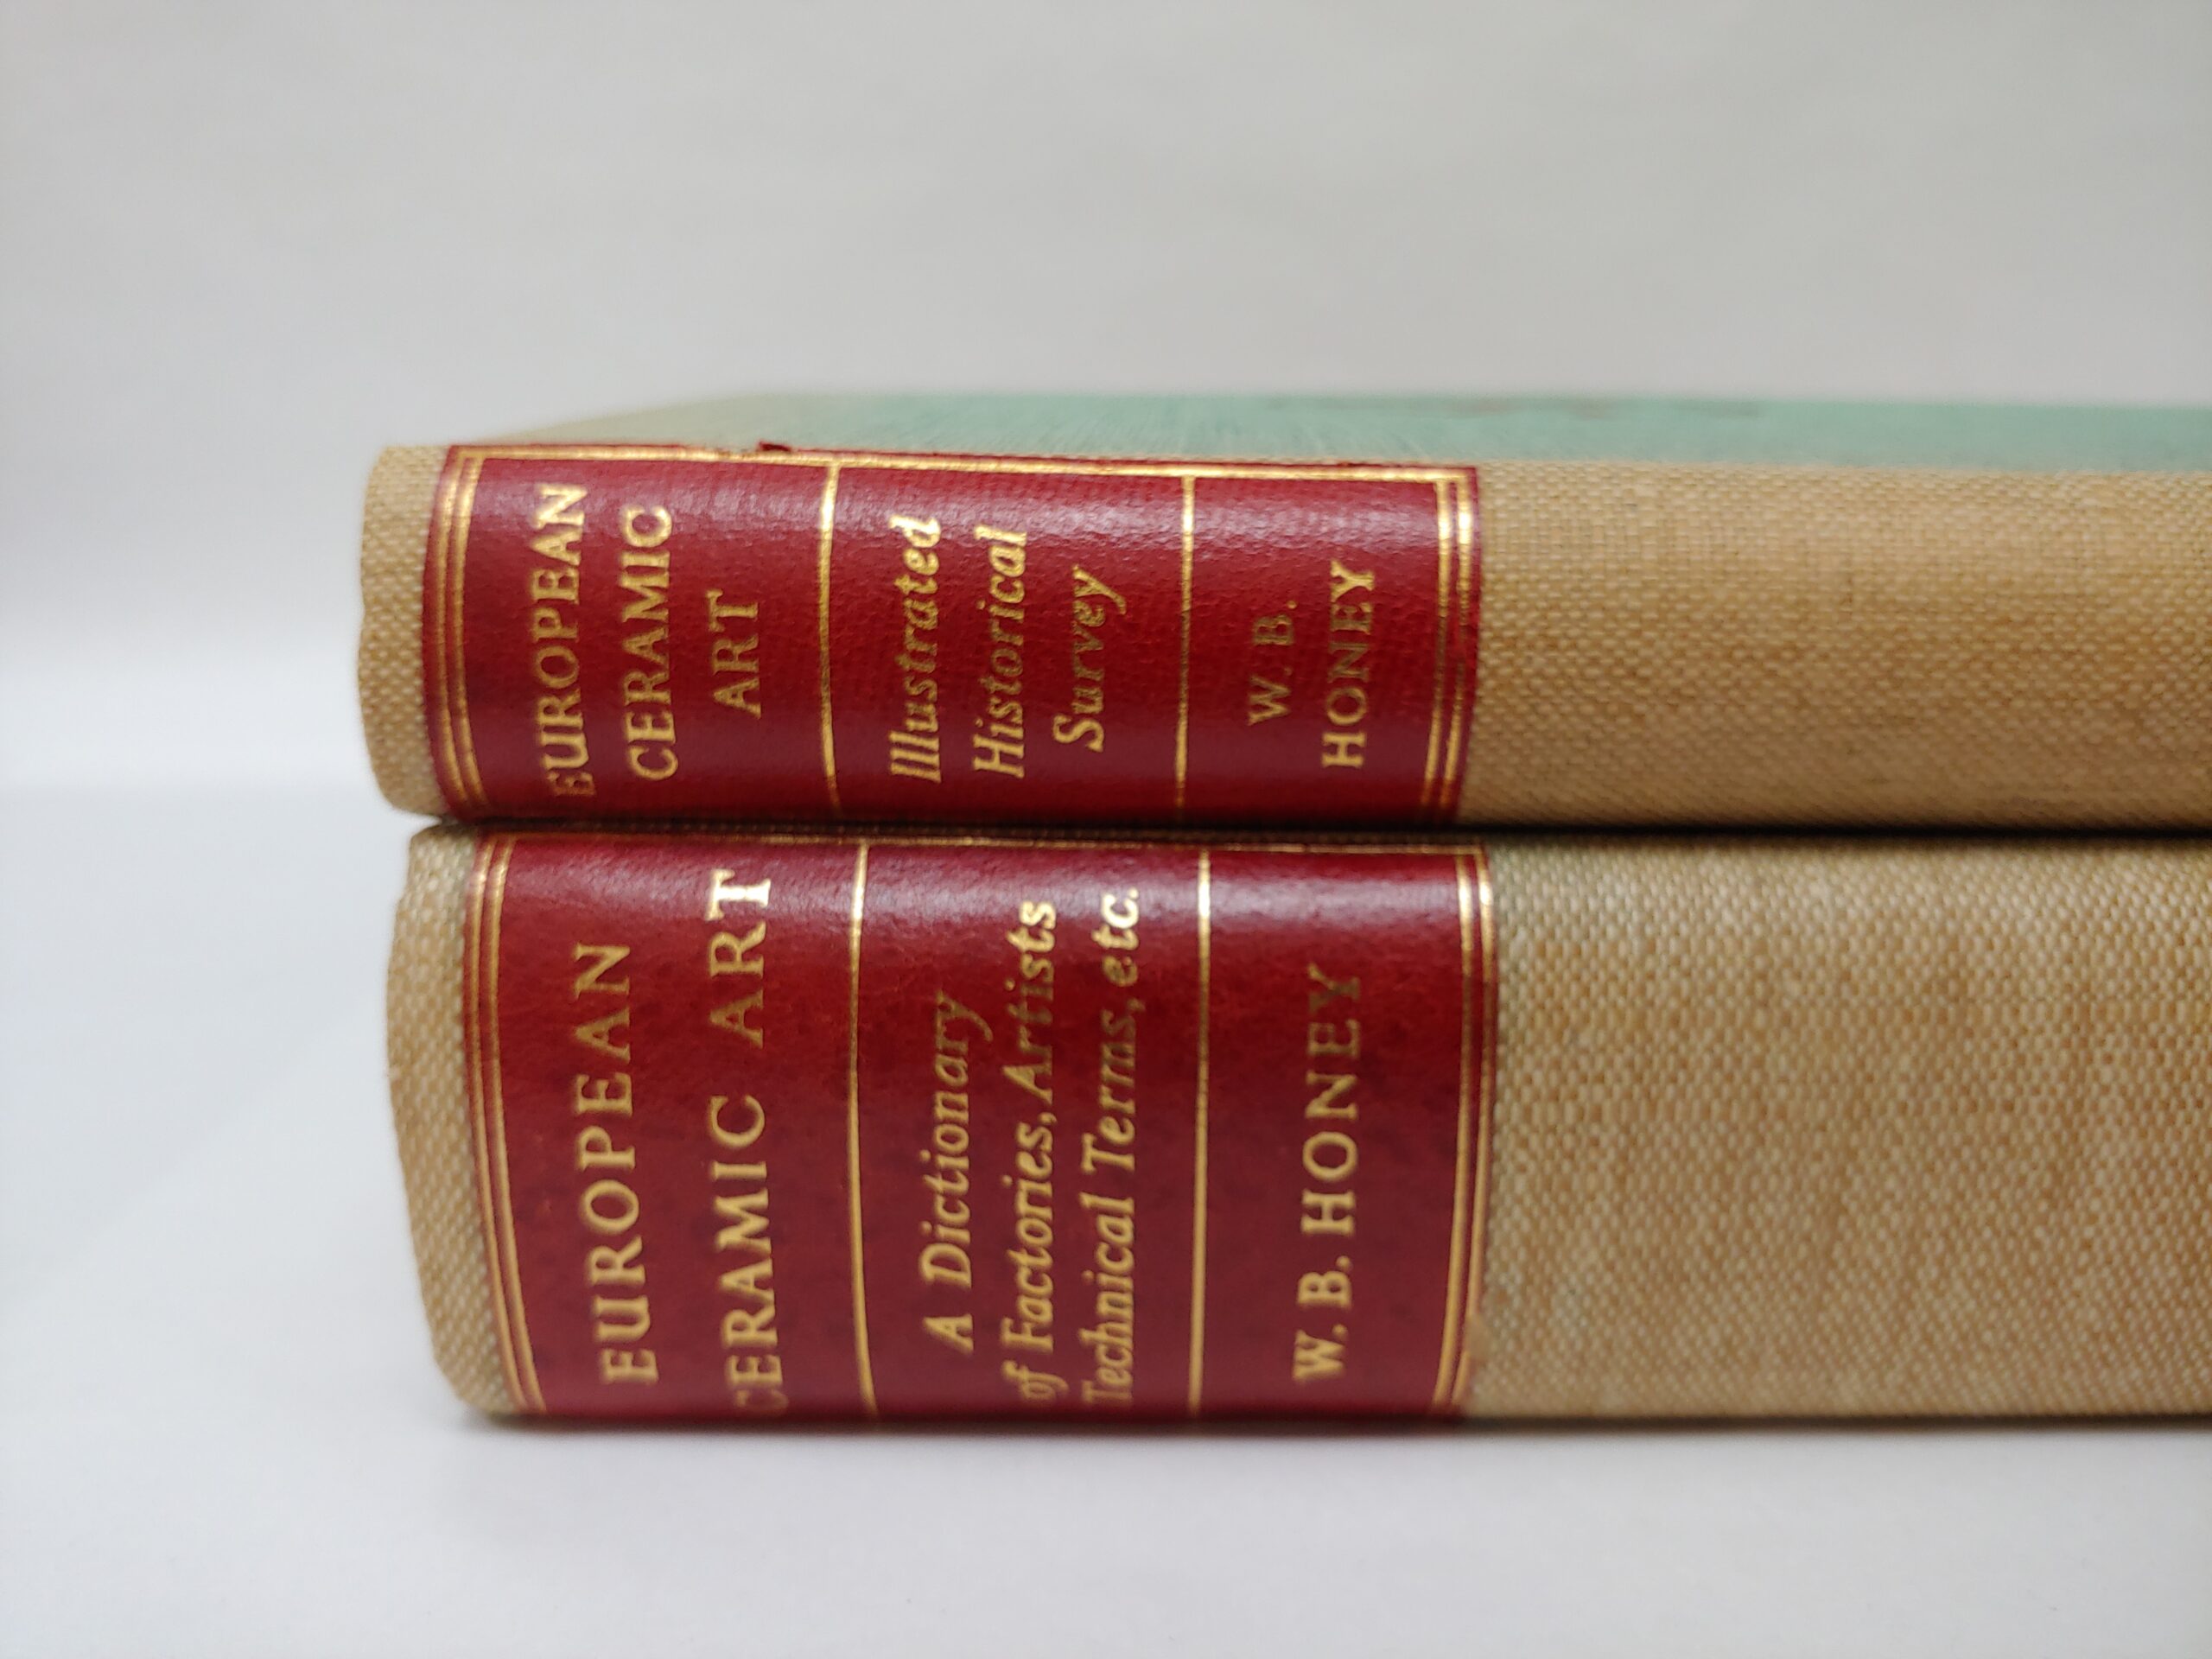 EUROPEAN
CERAMIC
ART
Illustrated
Historical
Survey
W. B.
HONEY
EUROPEAN
CERAMIC ART
A Dictionary
of Factories, Artists
Technical Terms, etc.
W. B. HONEY